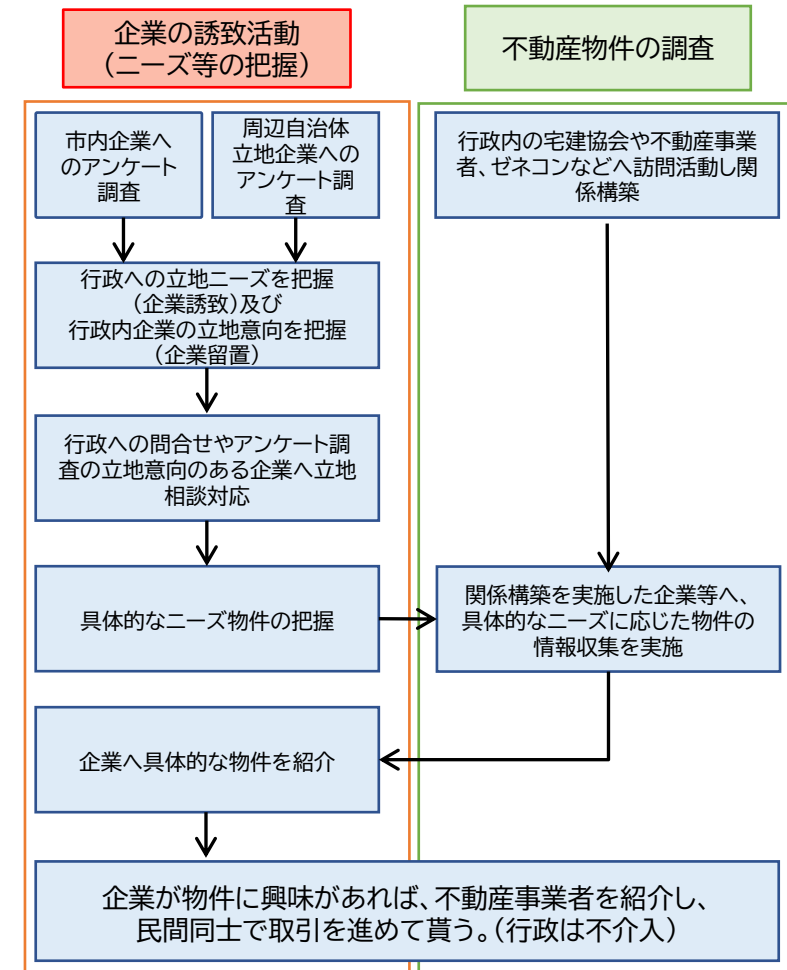 企業の誘致活動
（ニーズ等の把握）
不動産物件の調査
市内企業へ
のアンケート
調査
周辺自治体
立地企業への
アンケート調
査
行政内の宅建協会や不動産事業
者、ゼネコンなどへ訪問活動し関
係構築
行政への立地ニーズを把握
（企業誘致）及び
行政内企業の立地意向を把握
（企業留置）
行政への問合せやアンケート調
査の立地意向のある企業へ立地
相談対応
具体的なニーズ物件の把握
関係構築を実施した企業等へ、
具体的なニーズに応じた物件の
情報収集を実施
企業へ具体的な物件を紹介
企業が物件に興味があれば、不動産事業者を紹介し、
民間同士で取引を進めて貰う。（行政は不介入）